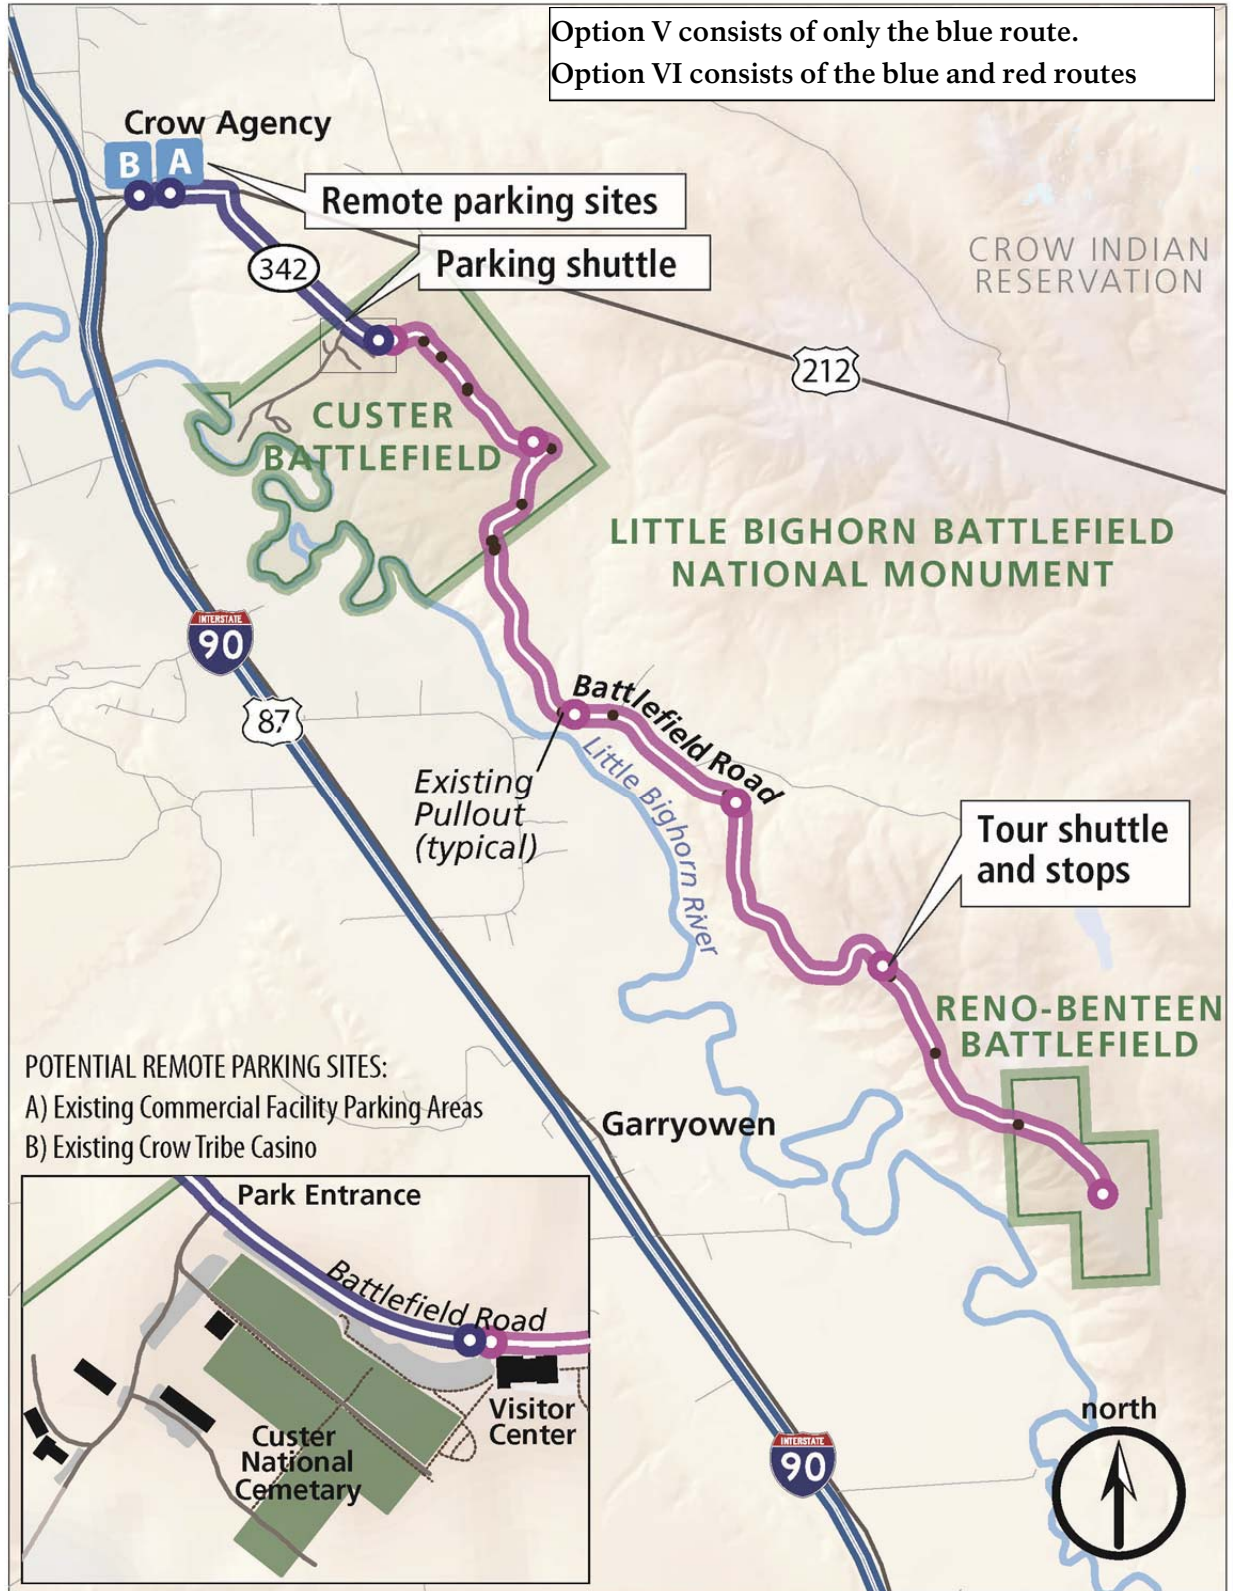 Option V consists of only the blue route.
Option VI consists of the blue and red routes
Crow Agency
B
A
Remote parking sites
Parking shuttle
342
CROW INDIAN
RESERVATION
212
CUSTER
BATTLEFIELD
LITTLE BIGHORN BATTLEFIELD
NATIONAL MONUMENT
INTERSTATE
90
87
Battlefield Road
Existing
Pullout
(typical)
Little Bighorn River
Tour shuttle
and stops
RENO-BENTEEN
BATTLEFIELD
POTENTIAL REMOTE PARKING SITES:
A) Existing Commercial Facility Parking Areas
B) Existing Crow Tribe Casino
Garryowen
Park Entrance
Battlefield Road
Visitor
Center
Custer
National
Cemetary
INTERSTATE
90
north